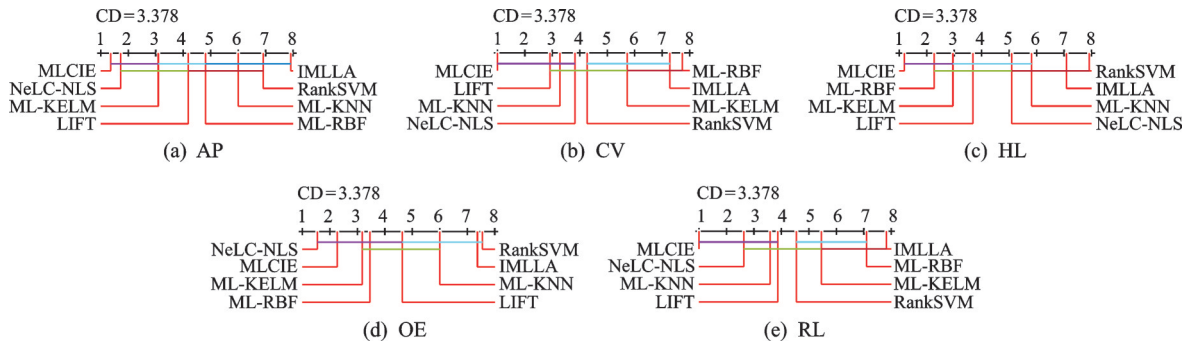 CD=3.378
1 2 3 4 5 6 7 8
MLCIE IMLLA
NeLC-NLS RankSVM
ML-KELM ML-KNN
LIFT ML-RBF
(a) AP
CD=3.378
1 2 3 4 5 6 7 8
MLCIE ML-RBF
LIFT IMLLA
ML-KNN ML-KELM
NeLC-NLS RankSVM
(b) CV
CD=3.378
1 2 3 4 5 6 7 8
MLCIE RankSVM
ML-RBF IMLLA
ML-KELM ML-KNN
LIFT NeLC-NLS
(c) HL
CD=3.378
1 2 3 4 5 6 7 8
NeLC-NLS RankSVM
MLCIE IMLLA
ML-KELM ML-KNN
ML-RBF LIFT
(d) OE
CD=3.378
1 2 3 4 5 6 7 8
MLCIE IMLLA
NeLC-NLS ML-RBF
ML-KNN ML-KELM
LIFT RankSVM
(e) RL